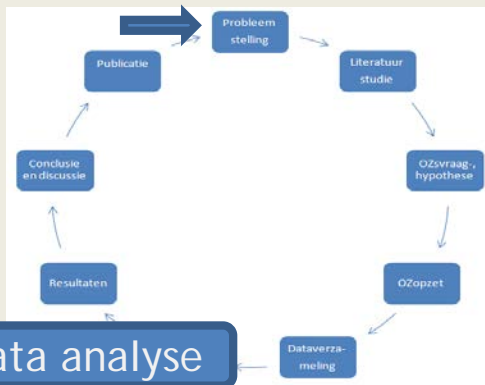 Probleem
stelling
Literatuur
studie
OZsvraag-,
hypothese
OZopzet
Dataverza-
meling
ata analyse
Resultaten
Conclusie
en discussie
Publicatie